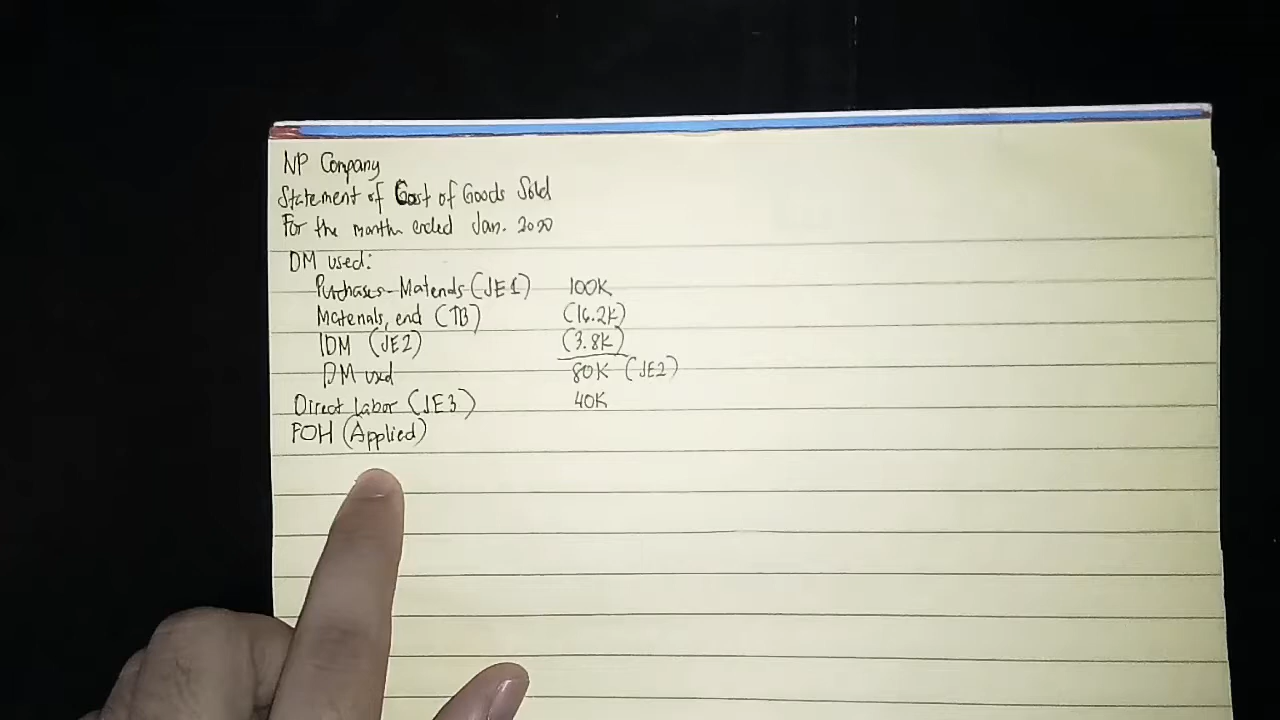 NP Company
Statement of Cost of Goods Sold
For the month ended Jan. 2020
DM used:
Purchases-Materials (JE1) 100K
Materials, end (TB) (16.2K)
IDM (JE2) (3.8K)
DM used 80K (JE2)
Direct Labor (JE3) 40K
FOH (Applied)